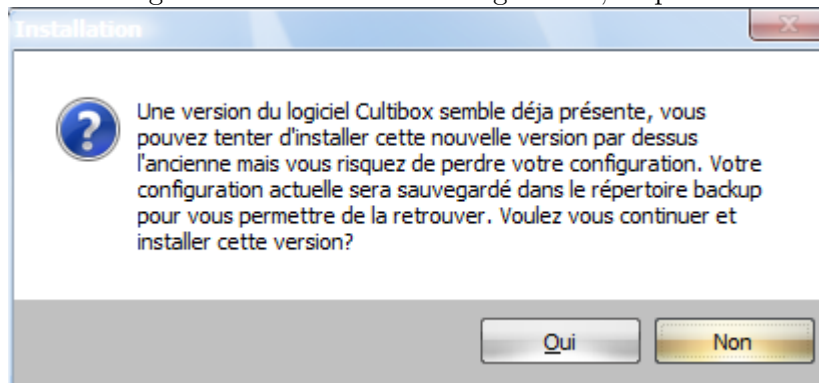 Installation
Une version du logiciel Cultibox semble déja présente, vous
pouvez tenter d'installer cette nouvelle version par dessus
l'ancienne mais vous risquez de perdre votre configuration. Votre
configuration actuelle sera sauvegardé dans le répertoire backup
pour vous permettre de la retrouver. Voulez vous continuer et
installer cette version?
Oui
Non